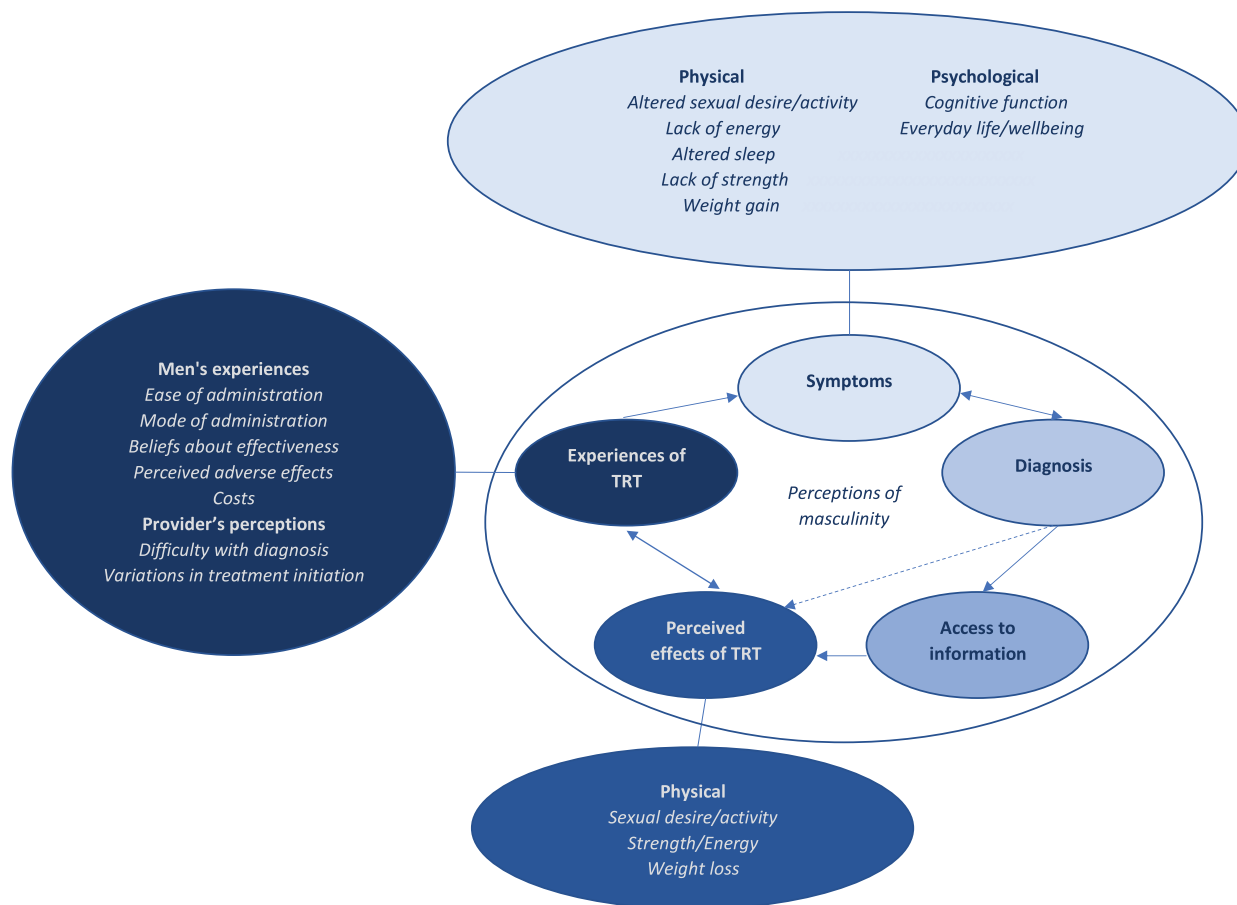 Physical
Altered sexual desire/activity
Lack of energy
Altered sleep
Lack of strength
Weight gain
Psychological
Cognitive function
Everyday life/wellbeing
Men's experiences
Ease of administration
Mode of administration
Beliefs about effectiveness
Perceived adverse effects
Costs
Provider’s perceptions
Difficulty with diagnosis
Variations in treatment initiation
Symptoms
Experiences of
TRT
Diagnosis
Perceptions of
masculinity
Perceived
effects of TRT
Access to
information
Physical
Sexual desire/activity
Strength/Energy
Weight loss